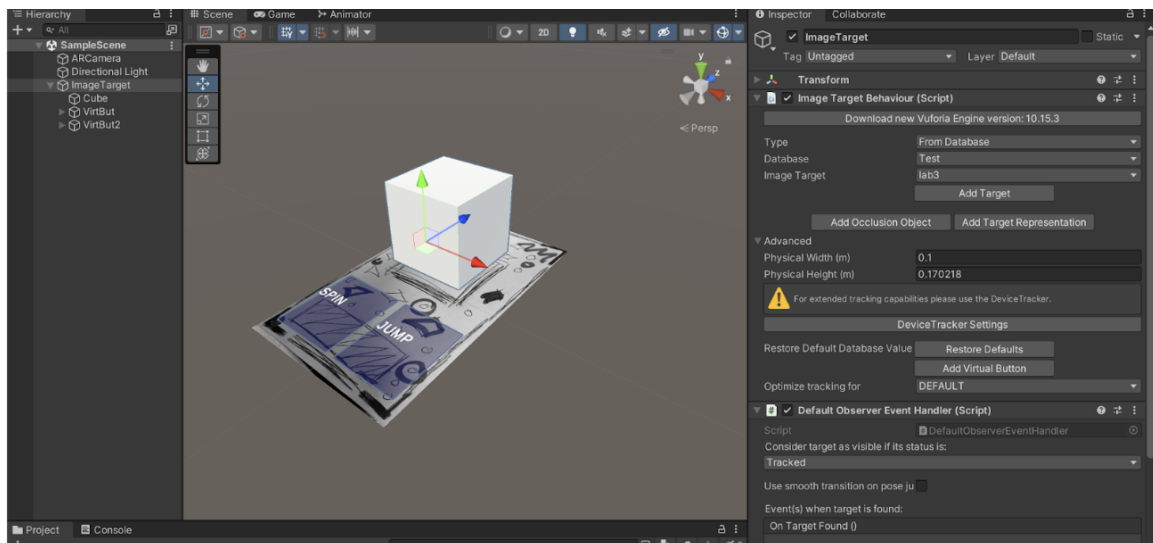 Hierarchy
Scene
Game
Animator
Inspector
Collaborate
All
2D
ImageTarget
Static
SampleScene
Tag Untagged
Layer Default
ARCamera
Directional Light
ImageTarget
Cube
VirtBut
VirtBut2
y
z
x
Persp
Transform
Image Target Behaviour (Script)
Download new Vuforia Engine version: 10.15.3
Type From Database
Database Test
Image Target lab3
Add Target
Add Occlusion Object
Add Target Representation
Advanced
Physical Width (m) 0.1
Physical Height (m) 0.170218
For extended tracking capabilities please use the DeviceTracker.
DeviceTracker Settings
Restore Default Database Value
Restore Defaults
Add Virtual Button
Optimize tracking for DEFAULT
SPIN
JUMP
Default Observer Event Handler (Script)
Script DefaultObserverEventHandler
Consider target as visible if its status is:
Tracked
Use smooth transition on pose ju
Event(s) when target is found:
On Target Found ()
Project
Console